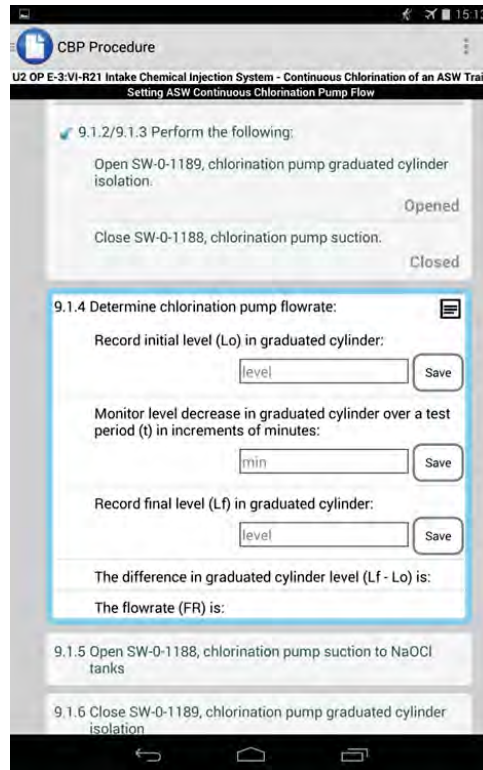 15:13
CBP Procedure
U2 OP E-3:VI-R21 Intake Chemical Injection System - Continuous Chlorination of an ASW Trai
Setting ASW Continuous Chlorination Pump Flow
9.1.2/9.1.3 Perform the following:
Open SW-0-1189, chlorination pump graduated cylinder
isolation.
Opened
Close SW-0-1188, chlorination pump suction.
Closed
9.1.4 Determine chlorination pump flowrate:
Record initial level (Lo) in graduated cylinder:
level
Save
Monitor level decrease in graduated cylinder over a test
period (t) in increments of minutes:
min
Save
Record final level (Lf) in graduated cylinder:
level
Save
The difference in graduated cylinder level (Lf - Lo) is:
The flowrate (FR) is:
9.1.5 Open SW-0-1188, chlorination pump suction to NaOCl
tanks
9.1.6 Close SW-0-1189, chlorination pump graduated cylinder
isolation